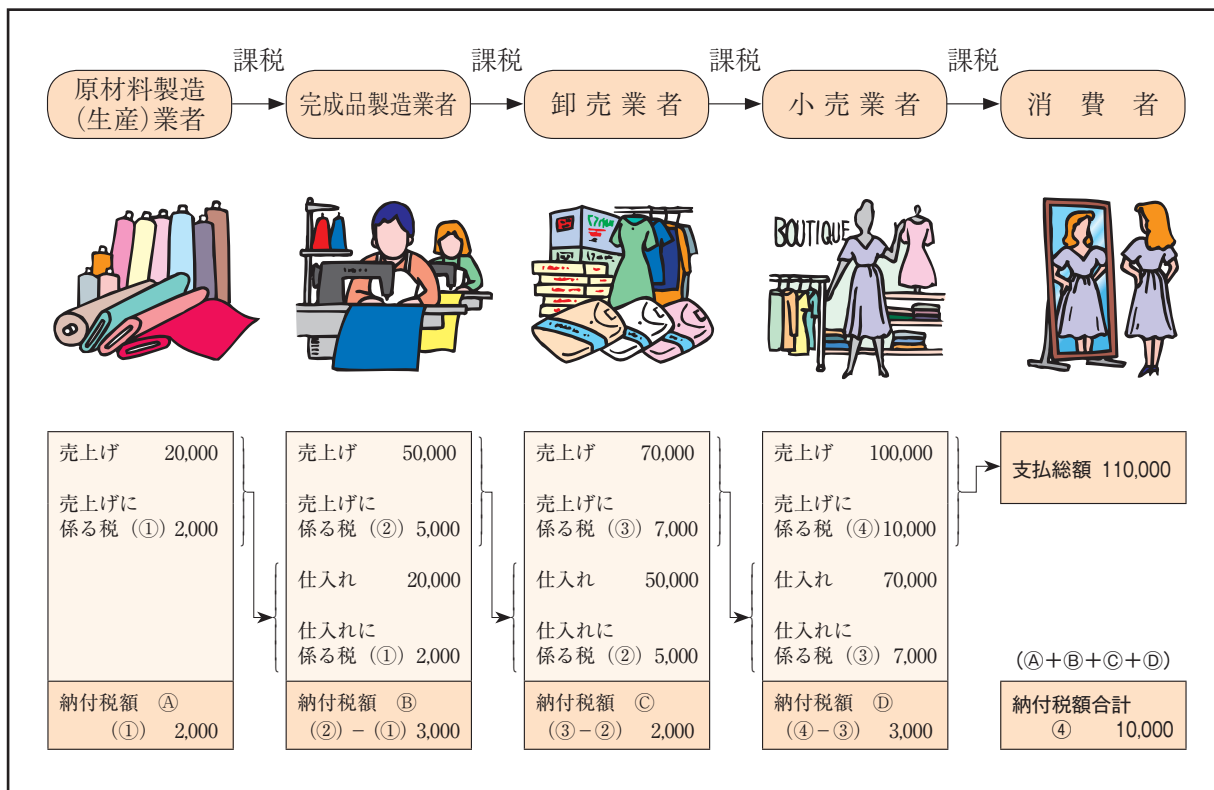 課税
課税
課税
課税
原材料製造
(生産)業者
完成品製造業者
卸売業者
小売業者
消費者
BOUTIQUE
売上げ 20,000
売上げに
係る税 (①) 2,000
納付税額 Ⓐ
(①) 2,000
売上げ 50,000
売上げに
係る税 (②) 5,000
仕入れ 20,000
仕入れに
係る税 (①) 2,000
納付税額 Ⓑ
(②) − (①) 3,000
売上げ 70,000
売上げに
係る税 (③) 7,000
仕入れ 50,000
仕入れに
係る税 (②) 5,000
納付税額 Ⓒ
(③−②) 2,000
売上げ 100,000
売上げに
係る税 (④)10,000
仕入れ 70,000
仕入れに
係る税 (③) 7,000
納付税額 Ⓓ
(④−③) 3,000
支払総額 110,000
(Ⓐ+Ⓑ+Ⓒ+Ⓓ)
納付税額合計
④ 10,000